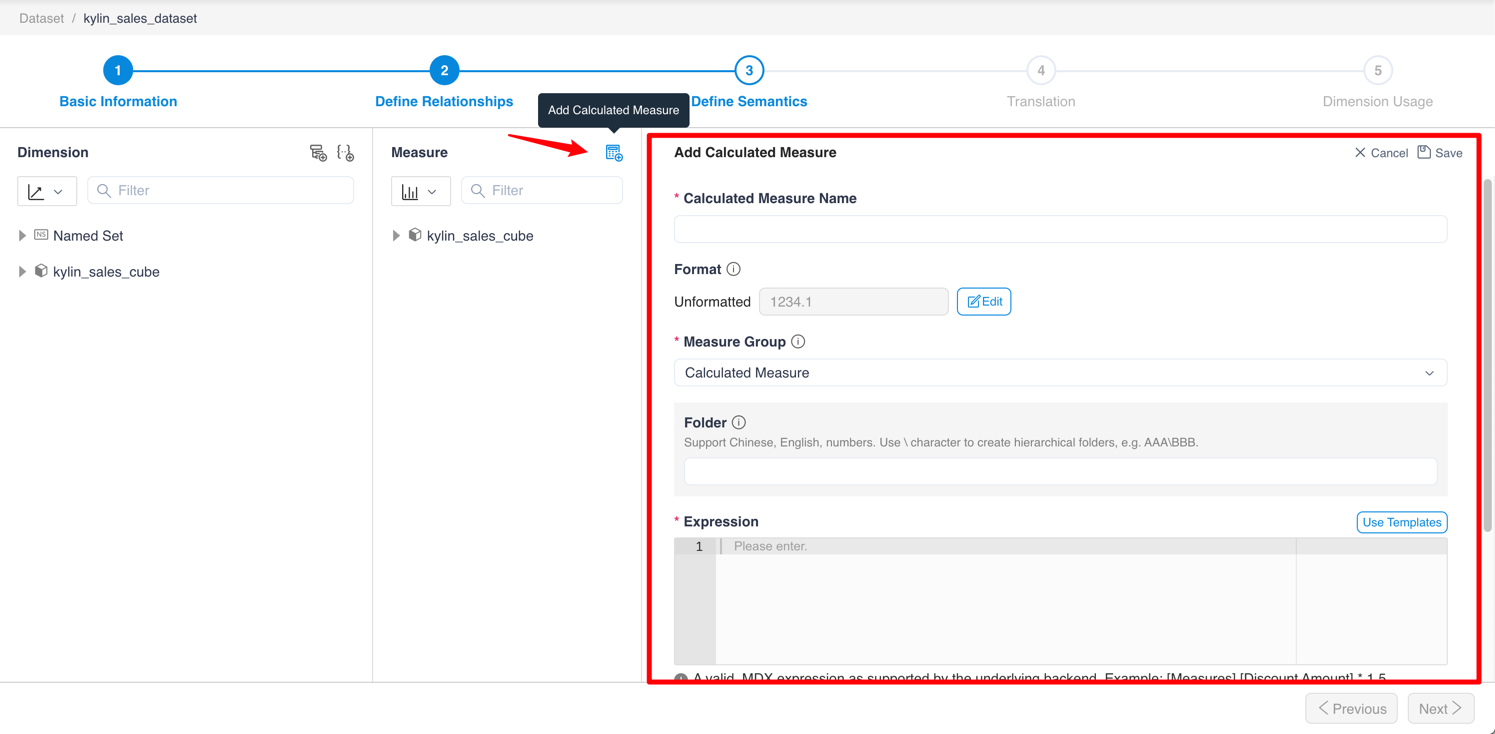 Dataset / kylin_sales_dataset
1
2
3
4
5
Basic Information
Define Relationships
Define Semantics
Translation
Dimension Usage
Add Calculated Measure
Dimension
Filter
NS Named Set
kylin_sales_cube
Measure
Filter
kylin_sales_cube
Add Calculated Measure
Cancel
Save
* Calculated Measure Name
Format
Unformatted
1234.1
Edit
* Measure Group
Calculated Measure
Folder
Support Chinese, English, numbers. Use \ character to create hierarchical folders, e.g. AAA\BBB.
* Expression
Use Templates
1
Please enter.
A valid MDX expression as supported by the underlying backend. Example: [Measures].[Discount Amount] * 1.5
Previous
Next